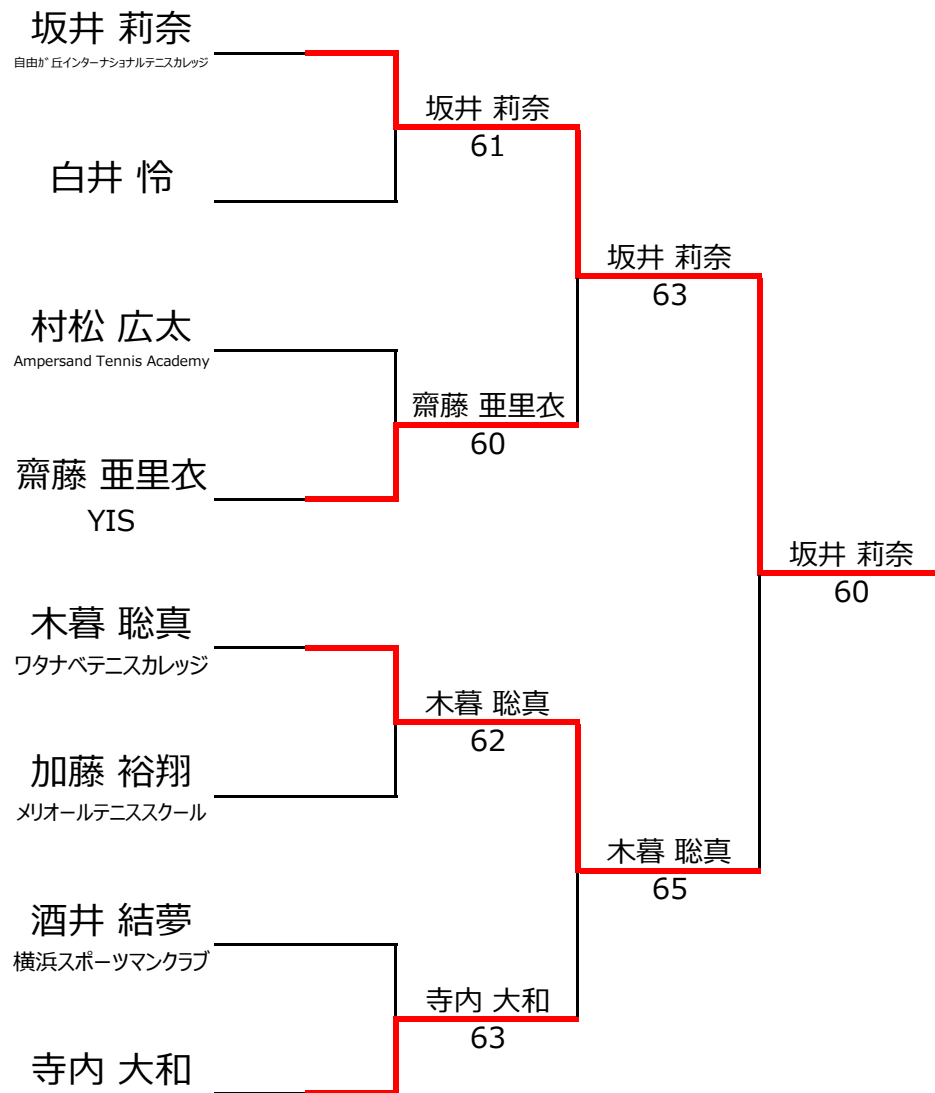 坂井 莉奈
自由が丘インターナショナルテニスカレッジ
坂井 莉奈
61
白井 怜
坂井 莉奈
63
村松 広太
Ampersand Tennis Academy
齋藤 亜里衣
60
齋藤 亜里衣
YIS
坂井 莉奈
60
木暮 聡真
ワタナベテニスカレッジ
木暮 聡真
62
加藤 裕翔
メリオールテニススクール
木暮 聡真
65
酒井 結夢
横浜スポーツマンクラブ
寺内 大和
63
寺内 大和